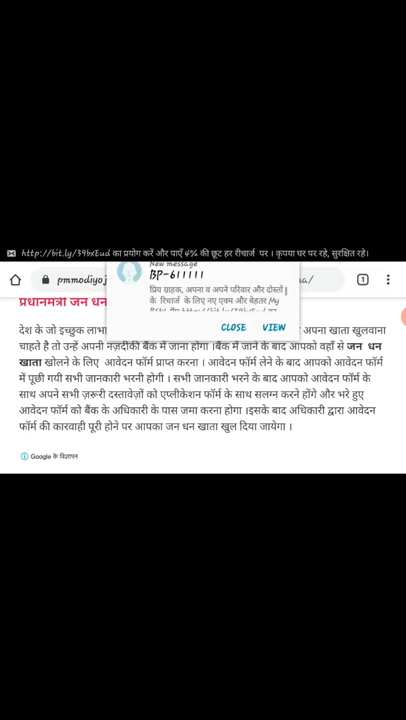 http://bit.ly/39bxEud का प्रयोग करें और पाएँ 4% की छूट हर रीचार्ज पर । कृपया घर पर रहे, सुरक्षित रहें।
New message
BP-611111
pmmodiyoj
na/
1
प्रिय ग्राहक, अपना व अपने परिवार और दोस्तों
के रिचार्ज के लिए नए एवम और बेहतर My
CLOSE VIEW
प्रधानमंत्री जन धन
देश के जो इच्छुक लाभा अपना खाता खुलवाना
चाहते है तो उन्हें अपनी नज़दीकी बैंक में जाना होगा ।बैंक में जाने के बाद आपको वहाँ से जन धन
खाता खोलने के लिए आवेदन फॉर्म प्राप्त करना । आवेदन फॉर्म लेने के बाद आपको आवेदन फॉर्म
में पूछी गयी सभी जानकारी भरनी होगी । सभी जानकारी भरने के बाद आपको आवेदन फॉर्म के
साथ अपने सभी ज़रूरी दस्तावेज़ों को एप्लीकेशन फॉर्म के साथ सलग्न करने होंगे और भरे हुए
आवेदन फॉर्म को बैंक के अधिकारी के पास जमा करना होगा ।इसके बाद अधिकारी द्वारा आवेदन
फॉर्म की कारवाही पूरी होने पर आपका जन धन खाता खुल दिया जायेगा ।
Google के विज्ञापन